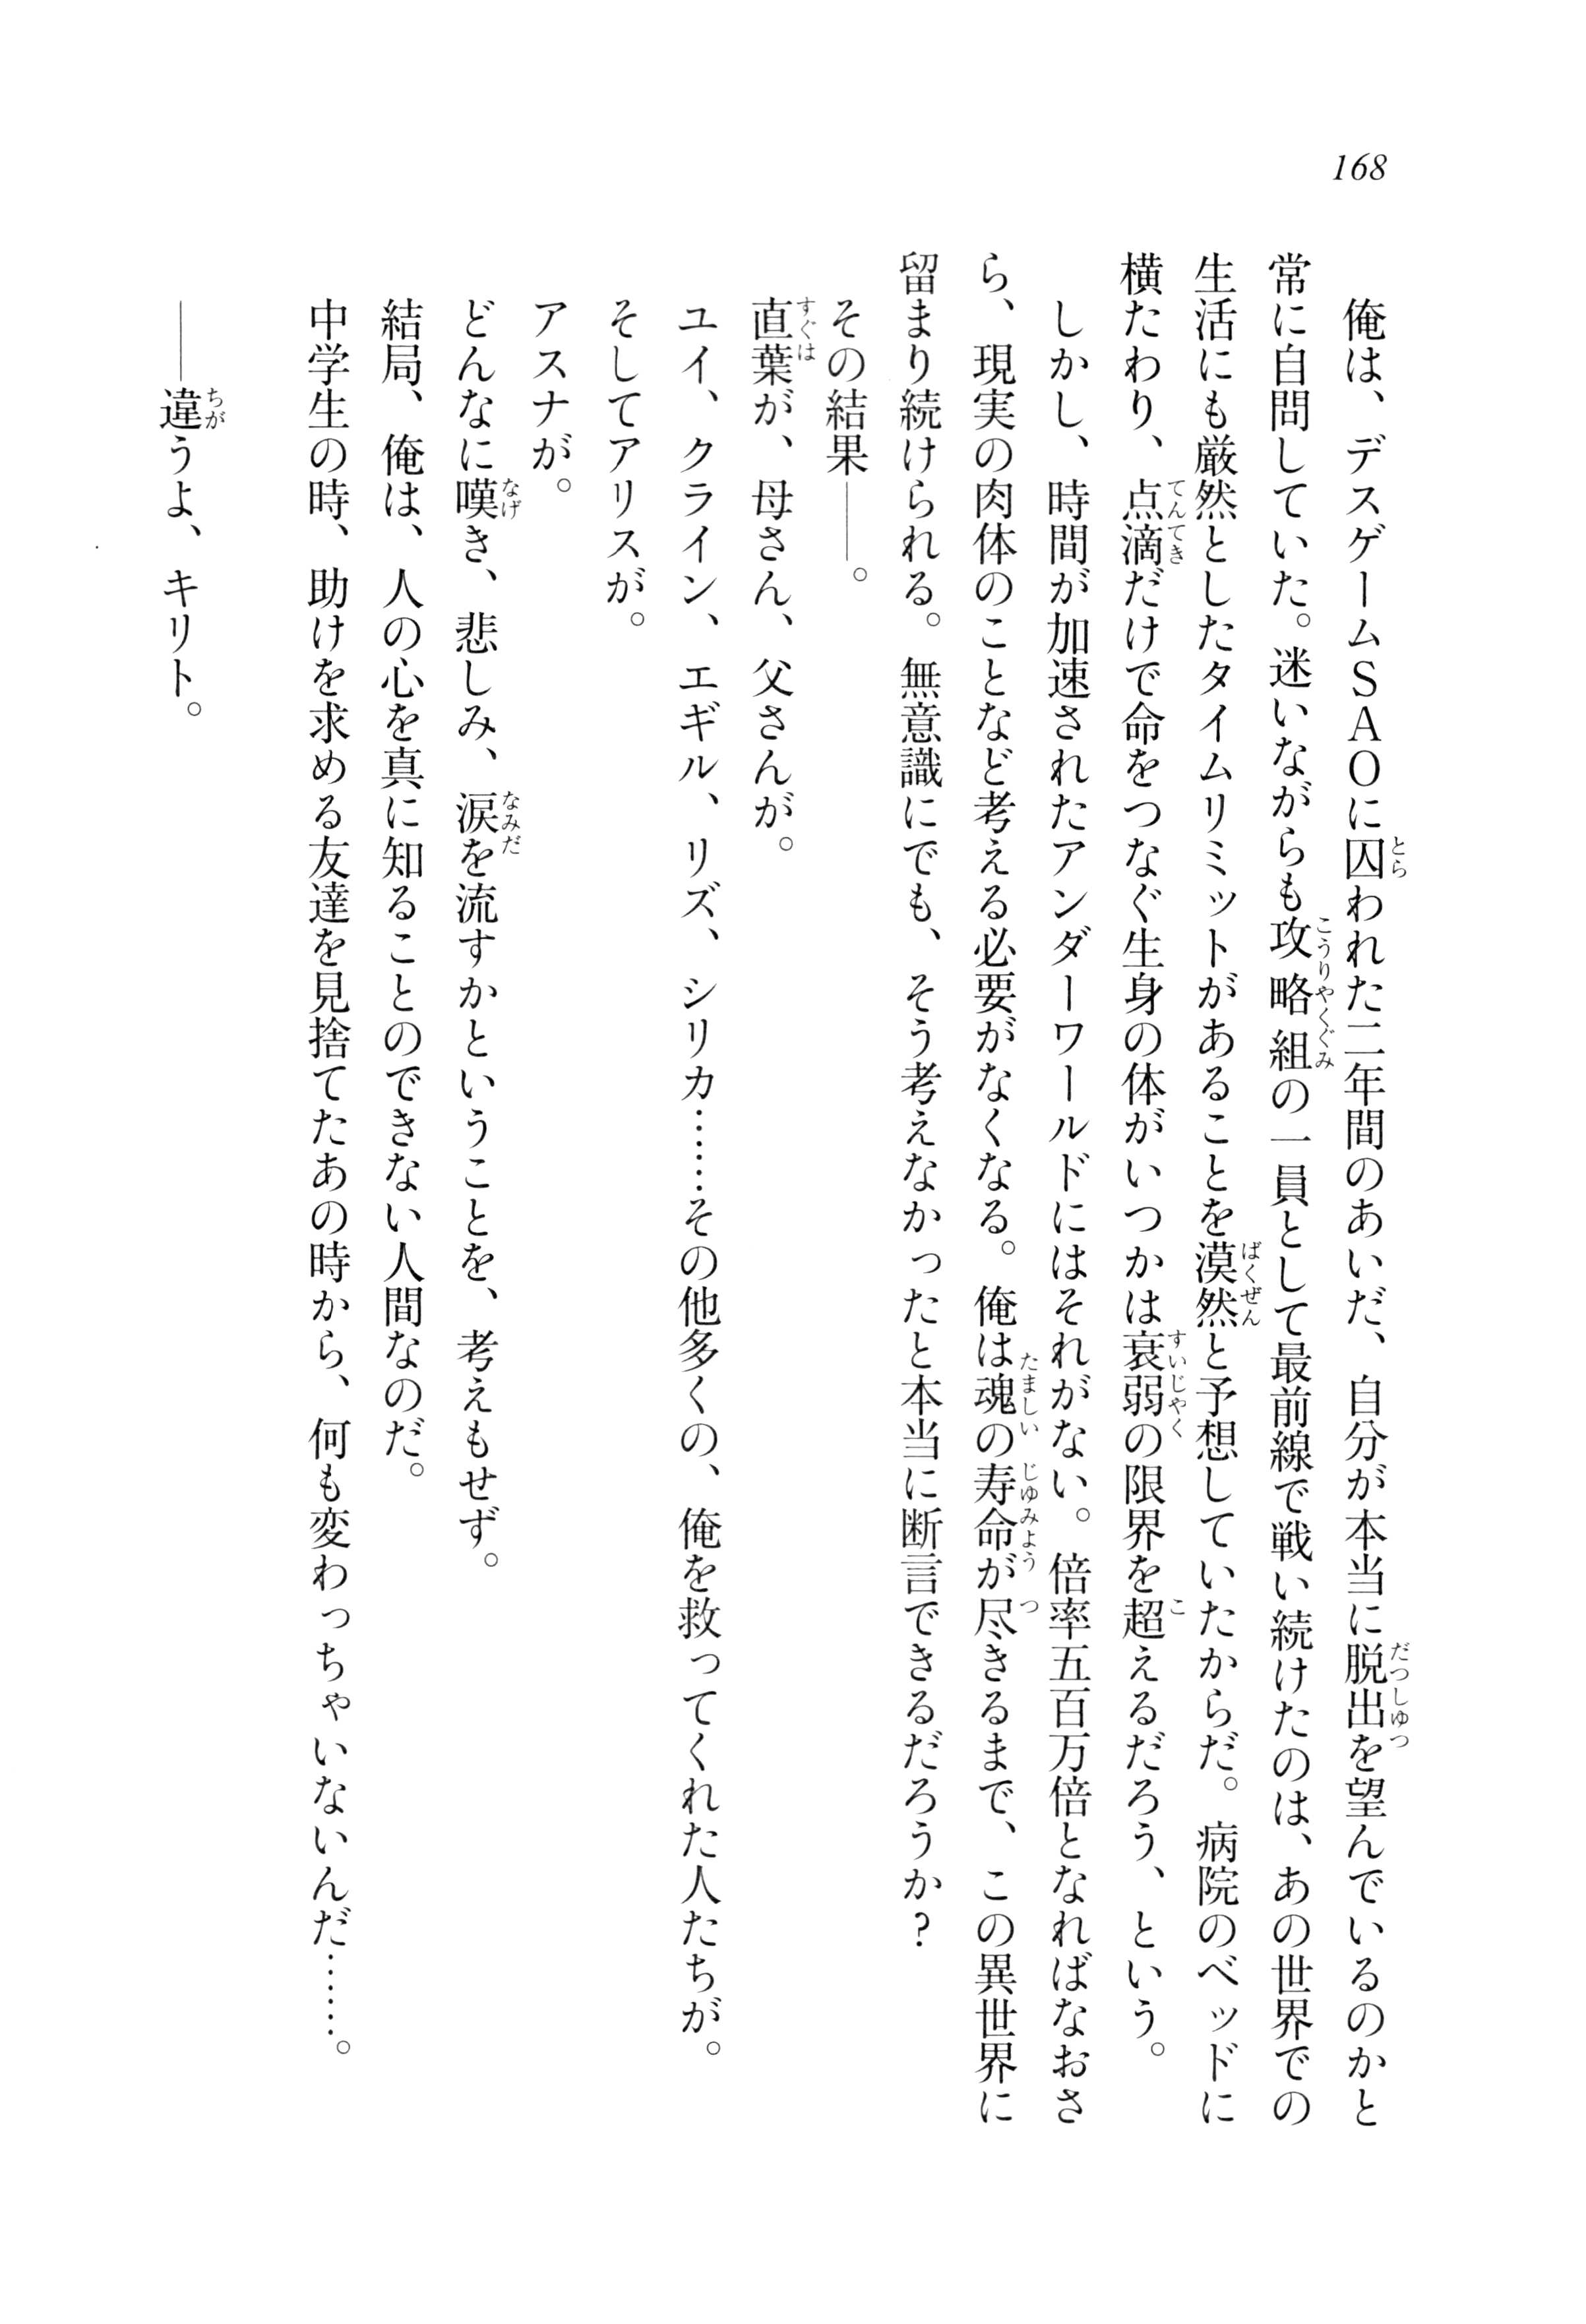 168
俺は、デスゲームSAOに囚われた二年間のあいだ、自分が本当に脱出を望んでいるのかと
常に自問していた。迷いながらも攻略組の一員として最前線で戦い続けたのは、あの世界での
生活にも厳然としたタイムリミットがあることを漠然と予想していたからだ。病院のベッドに
横たわり、点滴だけで命をつなぐ生身の体がいつかは衰弱の限界を超えるだろう、という。
しかし、時間が加速されたアンダーワールドにはそれがない。倍率五百万倍となればなおさ
ら、現実の肉体のことなど考える必要がなくなる。俺は魂の寿命が尽きるまで、この異世界に
留まり続けられる。無意識にでも、そう考えなかったと本当に断言できるだろうか?
その結果――。
直葉が、母さん、父さんが。
ユイ、クライン、エギル、リズ、シリカ……その他多くの、俺を救ってくれた人たちが。
そしてアリスが。
アスナが。
どんなに嘆き、悲しみ、涙を流すかということを、考えもせず。
結局、俺は、人の心を真に知ることのできない人間なのだ。
中学生の時、助けを求める友達を見捨てたあの時から、何も変わっちゃいないんだ……。
――違うよ、キリト。